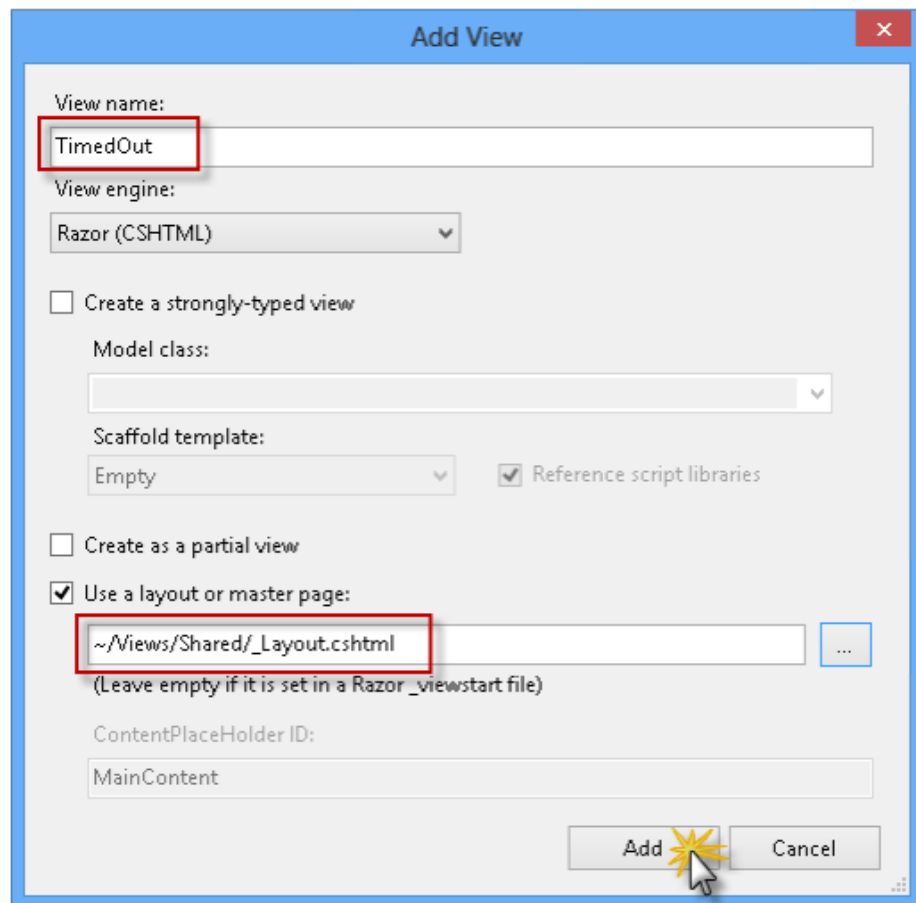 Add View
View name:
TimedOut
View engine:
Razor (CSHTML)
Create a strongly-typed view
Model class:
Scaffold template:
Empty
Reference script libraries
Create as a partial view
Use a layout or master page:
~/Views/Shared/_Layout.cshtml
...
(Leave empty if it is set in a Razor _viewstart file)
ContentPlaceHolder ID:
MainContent
Add
Cancel